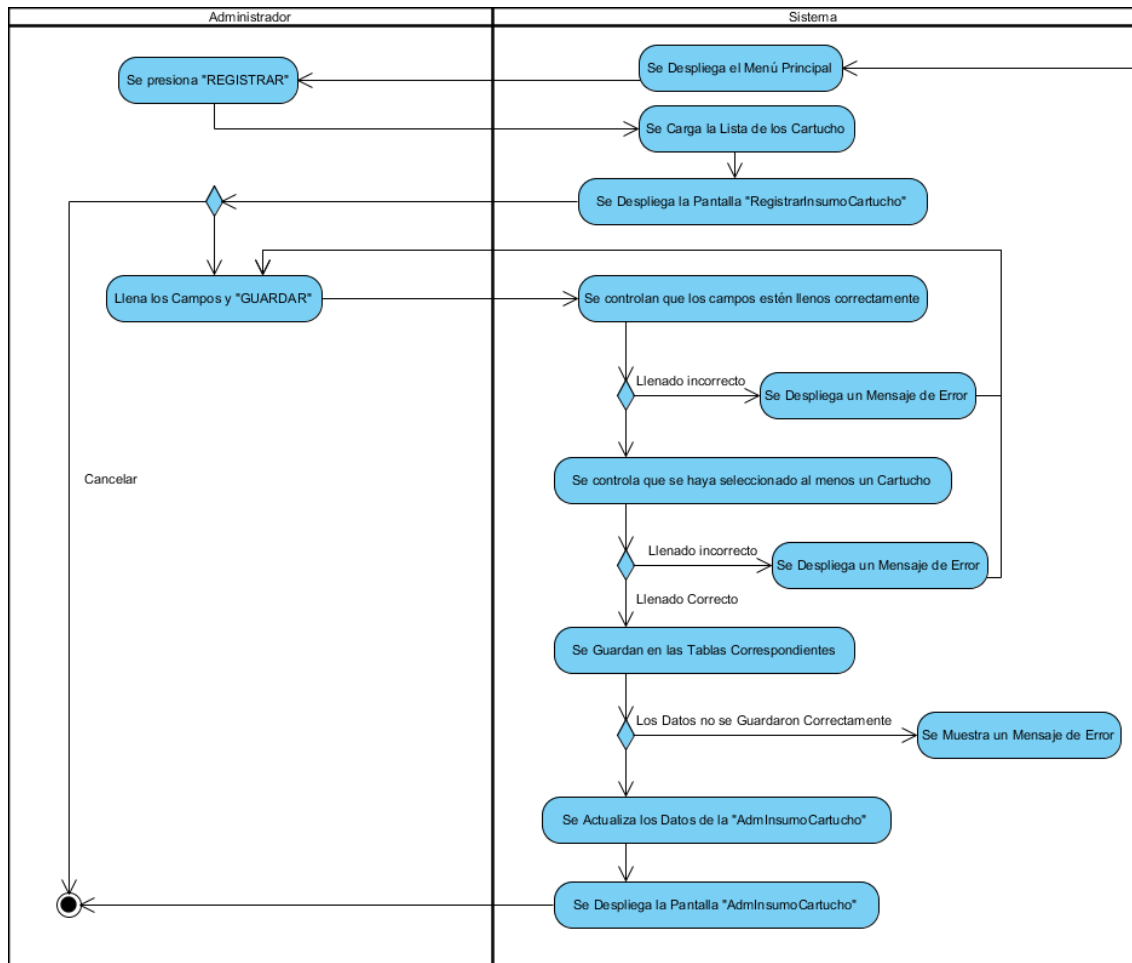 Administrador
Sistema
Se Despliega el Menú Principal
Se presiona "REGISTRAR"
Se Carga la Lista de los Cartucho
Se Despliega la Pantalla "RegistrarInsumoCartucho"
Llena los Campos y "GUARDAR"
Se controlan que los campos estén llenos correctamente
Llenado incorrecto
Se Despliega un Mensaje de Error
Cancelar
Se controla que se haya seleccionado al menos un Cartucho
Llenado incorrecto
Se Despliega un Mensaje de Error
Llenado Correcto
Se Guardan en las Tablas Correspondientes
Los Datos no se Guardaron Correctamente
Se Muestra un Mensaje de Error
Se Actualiza los Datos de la "AdmInsumoCartucho"
Se Despliega la Pantalla "AdmInsumoCartucho"